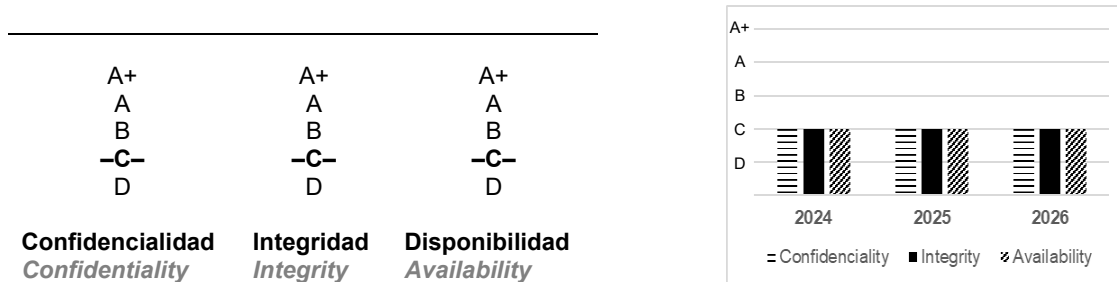 A+ A+ A+
A A A
B B B
–C– –C– –C–
D D D
Confidencialidad Integridad Disponibilidad
Confidentiality Integrity Availability
A+
A
B
C
D
2024 2025 2026
Confidenciality Integrity Availability